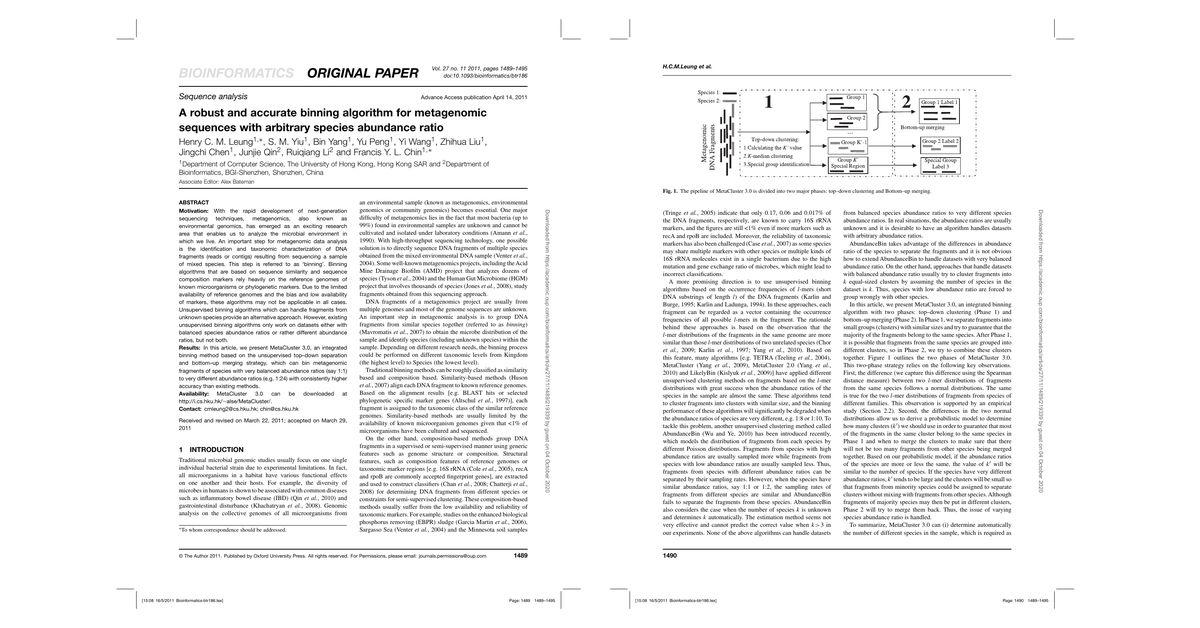 BIOINFORMATICS ORIGINAL PAPER
Vol. 27 no. 11 2011, pages 1489–1495
doi:10.1093/bioinformatics/btr186
Sequence analysis
Advance Access publication April 14, 2011
A robust and accurate binning algorithm for metagenomic
sequences with arbitrary species abundance ratio
Henry C. M. Leung1,∗, S. M. Yiu1, Bin Yang1, Yu Peng1, Yi Wang1, Zhihua Liu1,
Jingchi Chen1, Junjie Qin2, Ruiqiang Li2 and Francis Y. L. Chin1,∗
1Department of Computer Science, The University of Hong Kong, Hong Kong SAR and 2Department of
Bioinformatics, BGI-Shenzhen, Shenzhen, China
Associate Editor: Alex Bateman
ABSTRACT
Motivation: With the rapid development of next-generation
sequencing techniques, metagenomics, also known as
environmental genomics, has emerged as an exciting research
area that enables us to analyze the microbial environment in
which we live. An important step for metagenomic data analysis
is the identification and taxonomic characterization of DNA
fragments (reads or contigs) resulting from sequencing a sample
of mixed species. This step is referred to as 'binning'. Binning
algorithms that are based on sequence similarity and sequence
composition markers rely heavily on the reference genomes of
known microorganisms or phylogenetic markers. Due to the limited
availability of reference genomes and the bias and low availability
of markers, these algorithms may not be applicable in all cases.
Unsupervised binning algorithms which can handle fragments from
unknown species provide an alternative approach. However, existing
unsupervised binning algorithms only work on datasets either with
balanced species abundance ratios or rather different abundance
ratios, but not both.
Results: In this article, we present MetaCluster 3.0, an integrated
binning method based on the unsupervised top–down separation
and bottom–up merging strategy, which can bin metagenomic
fragments of species with very balanced abundance ratios (say 1:1)
to very different abundance ratios (e.g. 1:24) with consistently higher
accuracy than existing methods.
Availability: MetaCluster 3.0 can be downloaded at
http://i.cs.hku.hk/~alse/MetaCluster/.
Contact: cmleung2@cs.hku.hk; chin@cs.hku.hk
Received and revised on March 22, 2011; accepted on March 29,
2011
1 INTRODUCTION
Traditional microbial genomic studies usually focus on one single
individual bacterial strain due to experimental limitations. In fact,
all microorganisms in a habitat have various functional effects
on one another and their hosts. For example, the diversity of
microbes in humans is shown to be associated with common diseases
such as inflammatory bowel disease (IBD) (Qin et al., 2010) and
gastrointestinal disturbance (Khachatryan et al., 2008). Genomic
analysis on the collective genomes of all microorganisms from
∗To whom correspondence should be addressed.
an environmental sample (known as metagenomics, environmental
genomics or community genomics) becomes essential. One major
difficulty of metagenomics lies in the fact that most bacteria (up to
99%) found in environmental samples are unknown and cannot be
cultivated and isolated under laboratory conditions (Amann et al.,
1990). With high-throughput sequencing technology, one possible
solution is to directly sequence DNA fragments of multiple species
obtained from the mixed environmental DNA sample (Venter et al.,
2004). Some well-known metagenomics projects, including the Acid
Mine Drainage Biofilm (AMD) project that analyzes dozens of
species (Tyson et al., 2004) and the Human Gut Microbiome (HGM)
project that involves thousands of species (Jones et al., 2008), study
fragments obtained from this sequencing approach.
DNA fragments of a metagenomics project are usually from
multiple genomes and most of the genome sequences are unknown.
An important step in metagenomic analysis is to group DNA
fragments from similar species together (referred to as binning)
(Mavromatis et al., 2007) to obtain the microbe distribution of the
sample and identify species (including unknown species) within the
sample. Depending on different research needs, the binning process
could be performed on different taxonomic levels from Kingdom
(the highest level) to Species (the lowest level).
Traditional binning methods can be roughly classified as similarity
based and composition based. Similarity-based methods (Huson
et al., 2007) align each DNA fragment to known reference genomes.
Based on the alignment results [e.g. BLAST hits or selected
phylogenetic specific marker genes (Altschul et al., 1997)], each
fragment is assigned to the taxonomic class of the similar reference
genomes. Similarity-based methods are usually limited by the
availability of known microorganism genomes given that <1% of
microorganisms have been cultured and sequenced.
On the other hand, composition-based methods group DNA
fragments in a supervised or semi-supervised manner using generic
features such as genome structure or composition. Structural
features, such as composition features of reference genomes or
taxonomic marker regions [e.g. 16S rRNA (Cole et al., 2005), recA
and rpoB are commonly accepted fingerprint genes], are extracted
and used to construct classifiers (Chan et al., 2008; Chatterji et al.,
2008) for determining DNA fragments from different species or
constraints for semi-supervised clustering. These composition-based
methods usually suffer from the low availability and reliability of
taxonomic markers. For example, studies on the enhanced biological
phosphorus removing (EBPR) sludge (Garcia Martin et al., 2006),
Sargasso Sea (Venter et al., 2004) and the Minnesota soil samples
© The Author 2011. Published by Oxford University Press. All rights reserved. For Permissions, please email: journals.permissions@oup.com
1489
Downloaded from https://academic.oup.com/bioinformatics/article/27/11/1489/219339 by guest on 04 October 2020
[15:08 16/5/2011 Bioinformatics-btr186.tex]
Page: 1489 1489–1495
H.C.M.Leung et al.
Species 1:
Species 2:
Metagenomic
DNA Fragments
1
Top-down clustering:
1.Calculating the K' value
2.K-median clustering
3.Special group identification
Group 1
Group 2
...
Group K'-1
Group K'
Special Region
2
Bottom-up merging
Group 1 Label 1
Group 2 Label 2
Special Group
Label 3
Fig. 1. The pipeline of MetaCluster 3.0 is divided into two major phases: top–down clustering and Bottom–up merging.
(Tringe et al., 2005) indicate that only 0.17, 0.06 and 0.017% of
the DNA fragments, respectively, are known to carry 16S rRNA
markers, and the figures are still <1% even if more markers such as
recA and rpoB are included. Moreover, the reliability of taxonomic
markers has also been challenged (Case et al., 2007) as some species
may share multiple markers with other species or multiple kinds of
16S rRNA molecules exist in a single bacterium due to the high
mutation and gene exchange ratio of microbes, which might lead to
incorrect classifications.
A more promising direction is to use unsupervised binning
algorithms based on the occurrence frequencies of l-mers (short
DNA substrings of length l) of the DNA fragments (Karlin and
Burge, 1995; Karlin and Ladunga, 1994). In these approaches, each
fragment can be regarded as a vector containing the occurrence
frequencies of all possible l-mers in the fragment. The rationale
behind these approaches is based on the observation that the
l-mer distributions of the fragments in the same genome are more
similar than those l-mer distributions of two unrelated species (Chor
et al., 2009; Karlin et al., 1997; Yang et al., 2010). Based on
this feature, many algorithms [e.g. TETRA (Teeling et al., 2004),
MetaCluster (Yang et al., 2009), MetaCluster 2.0 (Yang et al.,
2010) and LikelyBin (Kislyuk et al., 2009)] have applied different
unsupervised clustering methods on fragments based on the l-mer
distributions with great success when the abundance ratios of the
species in the sample are almost the same. These algorithms tend
to cluster fragments into clusters with similar size, and the binning
performance of these algorithms will significantly be degraded when
the abundance ratios of species are very different, e.g. 1:8 or 1:10. To
tackle this problem, another unsupervised clustering method called
AbundanceBin (Wu and Ye, 2010) has been introduced recently,
which models the distribution of fragments from each species by
different Poisson distributions. Fragments from species with high
abundance ratios are usually sampled more while fragments from
species with low abundance ratios are usually sampled less. Thus,
fragments from species with different abundance ratios can be
separated by their sampling rates. However, when the species have
similar abundance ratios, say 1:1 or 1:2, the sampling rates of
fragments from different species are similar and AbundanceBin
fails to separate the fragments from these species. AbundanceBin
also considers the case when the number of species k is unknown
and determines k automatically. The estimation method seems not
very effective and cannot predict the correct value when k > 3 in
our experiments. None of the above algorithms can handle datasets
from balanced species abundance ratios to very different species
abundance ratios. In real situations, the abundance ratios are usually
unknown and it is desirable to have an algorithm handles datasets
with arbitrary abundance ratios.
AbundanceBin takes advantage of the differences in abundance
ratio of the species to separate the fragments and it is not obvious
how to extend AbundanceBin to handle datasets with very balanced
abundance ratio. On the other hand, approaches that handle datasets
with balanced abundance ratio usually try to cluster fragments into
k equal-sized clusters by assuming the number of species in the
dataset is k. Thus, species with low abundance ratio are forced to
group wrongly with other species.
In this article, we present MetaCluster 3.0, an integrated binning
algorithm with two phases: top–down clustering (Phase 1) and
bottom–up merging (Phase 2). In Phase 1, we separate fragments into
small groups (clusters) with similar sizes and try to guarantee that the
majority of the fragments belong to the same species. After Phase 1,
it is possible that fragments from the same species are grouped into
different clusters, so in Phase 2, we try to combine these clusters
together. Figure 1 outlines the two phases of MetaCluster 3.0.
This two-phase strategy relies on the following key observations.
First, the difference (we capture this difference using the Spearman
distance measure) between two l-mer distributions of fragments
from the same species follows a normal distribution. The same
is true for the two l-mer distributions of fragments from species of
different families. This observation is supported by an empirical
study (Section 2.2). Second, the differences in the two normal
distributions allow us to derive a probabilistic model to determine
how many clusters (k′) we should use in order to guarantee that most
of the fragments in the same cluster belong to the same species in
Phase 1 and when to merge the clusters to make sure that there
will not be too many fragments from other species being merged
together. Based on our probabilistic model, if the abundance ratios
of the species are more or less the same, the value of k′ will be
similar to the number of species. If the species have very different
abundance ratios, k′ tends to be large and the clusters will be small so
that fragments from minority species could be assigned to separate
clusters without mixing with fragments from other species. Although
fragments of majority species may then be put in different clusters,
Phase 2 will try to merge them back. Thus, the issue of varying
species abundance ratio is handled.
To summarize, MetaCluster 3.0 can (i) determine automatically
the number of different species in the sample, which is required as
1490
Downloaded from https://academic.oup.com/bioinformatics/article/27/11/1489/219339 by guest on 04 October 2020
[15:08 16/5/2011 Bioinformatics-btr186.tex]
Page: 1490 1489–1495